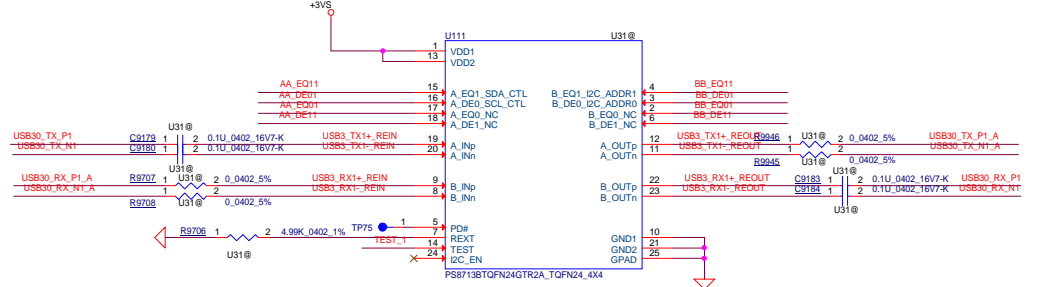 +3VS
U111 U31@
1 VDD1
13 VDD2
AA_EQ11 15 A_EQ1_SDA_CTL B_EQ1_I2C_ADDR1 4 BB_EQ11
AA_DE01 16 A_DE0_SCL_CTL B_DE0_I2C_ADDR0 3 BB_DE01
AA_EQ01 17 A_EQ0_NC B_EQ0_NC 2 BB_EQ01
AA_DE11 18 A_DE1_NC B_DE1_NC 6 BB_DE11
U31@ U31@
USB30_TX_P1 C9179 1 2 0.1U_0402_16V7-K USB3_TX1+_REIN 19 A_INp A_OUTp 12 USB3_TX1+_REOUT R9946 1 2 0_0402_5% USB30_TX_P1_A
USB30_TX_N1 C9180 1 2 0.1U_0402_16V7-K USB3_TX1-_REIN 20 A_INn A_OUTn 11 USB3_TX1-_REOUT R9945 1 2 0_0402_5% USB30_TX_N1_A
U31@ U31@
U31@ U31@
USB30_RX_P1_A R9707 1 2 0_0402_5% USB3_RX1+_REIN 9 B_INp B_OUTp 22 USB3_RX1+_REOUT C9183 1 2 0.1U_0402_16V7-K USB30_RX_P1
USB30_RX_N1_A R9708 1 2 0_0402_5% USB3_RX1-_REIN 8 B_INn B_OUTn 23 USB3_RX1-_REOUT C9184 1 2 0.1U_0402_16V7-K USB30_RX_N1
U31@ U31@
TP75 1 5 PD#
R9706 1 2 4.99K_0402_1% 7 REXT GND1 10
U31@ TEST_1 14 TEST GND2 21
24 I2C_EN GPAD 25
PS8713BTQFN24GTR2A_TQFN24_4X4